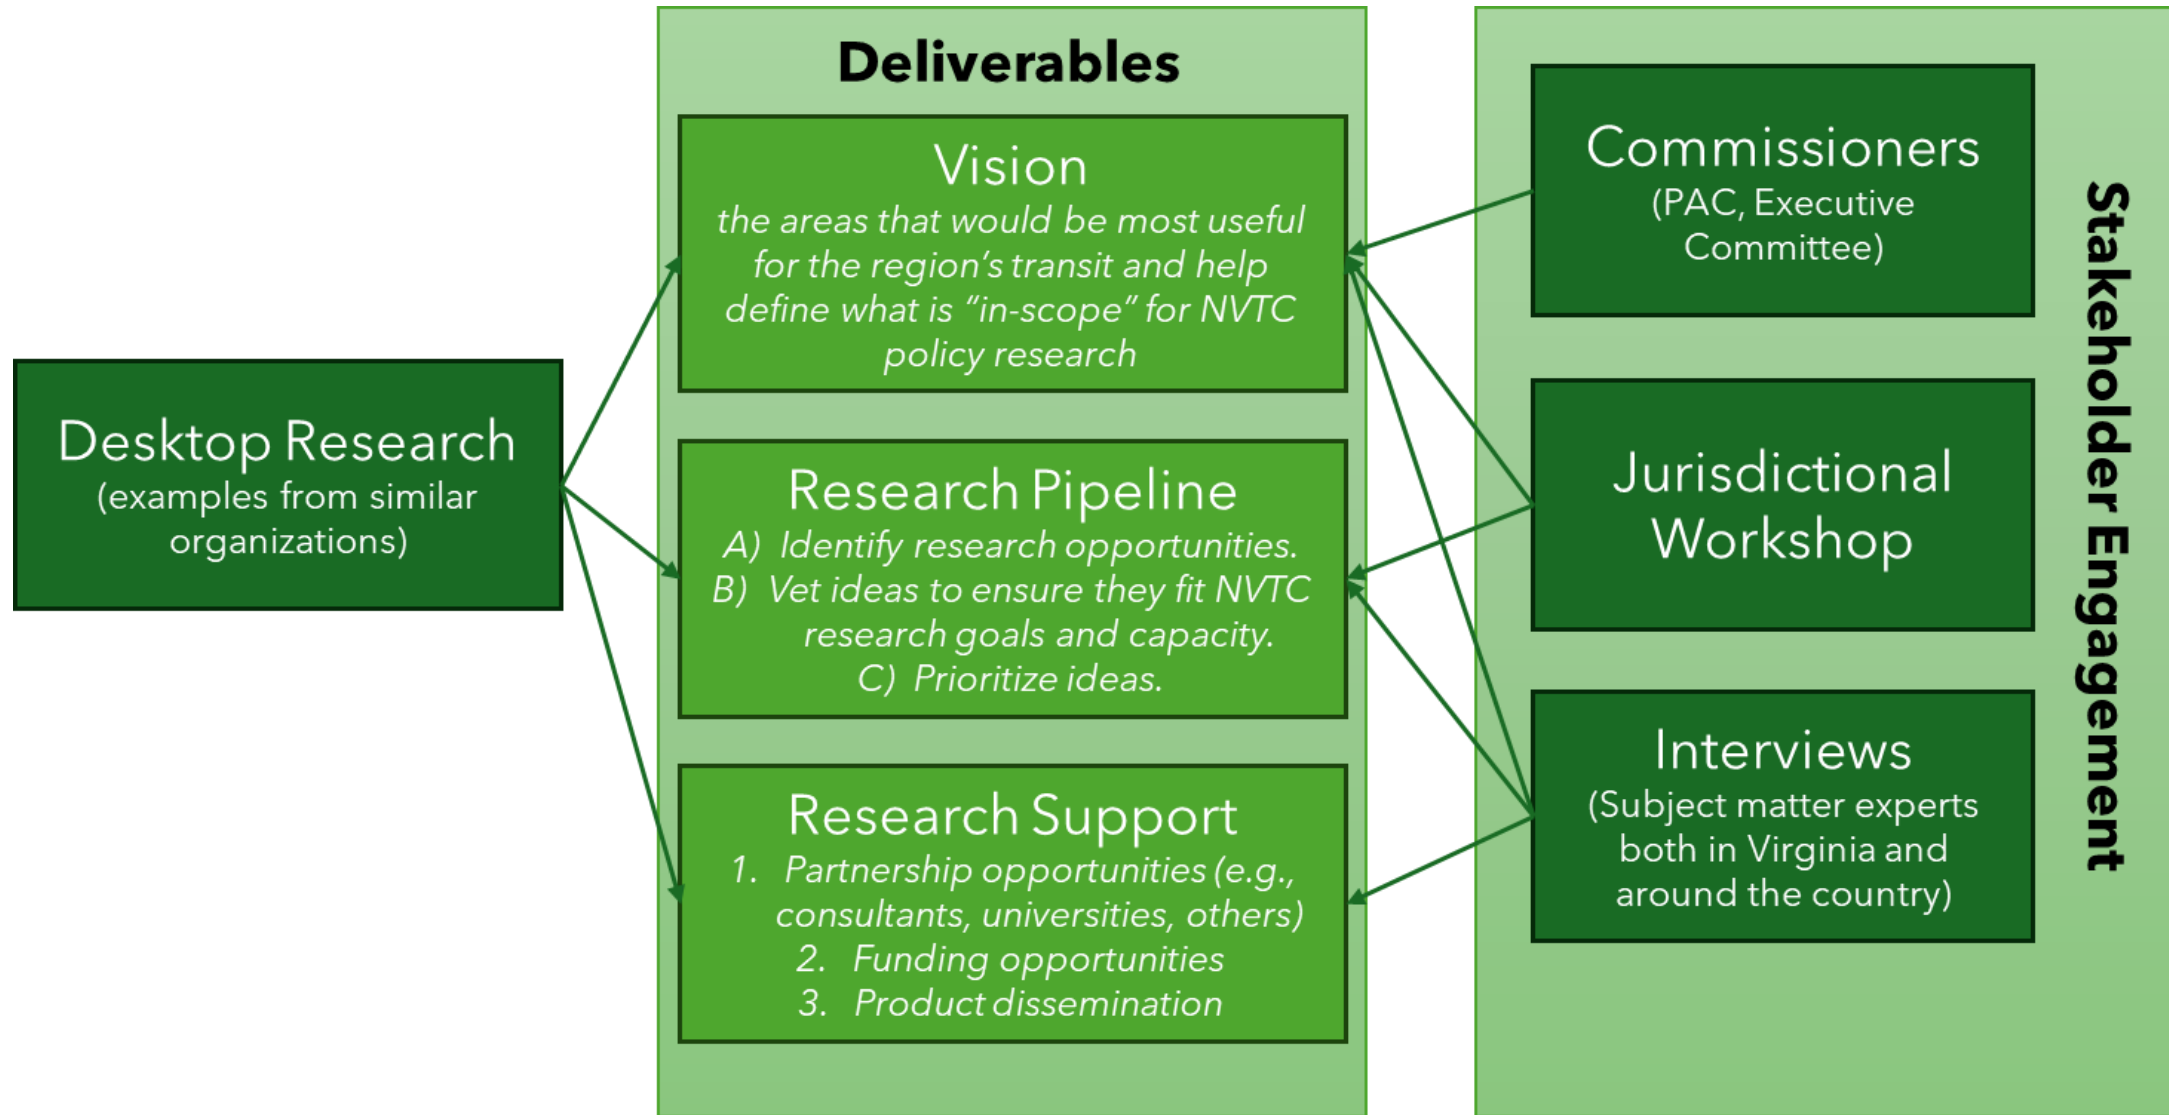 Desktop Research
(examples from similar
organizations)
Deliverables
Vision
the areas that would be most useful
for the region’s transit and help
define what is “in-scope” for NVTC
policy research
Research Pipeline
A) Identify research opportunities.
B) Vet ideas to ensure they fit NVTC
research goals and capacity.
C) Prioritize ideas.
Research Support
1. Partnership opportunities (e.g.,
consultants, universities, others)
2. Funding opportunities
3. Product dissemination
Commissioners
(PAC, Executive
Committee)
Jurisdictional
Workshop
Interviews
(Subject matter experts
both in Virginia and
around the country)
Stakeholder Engagement